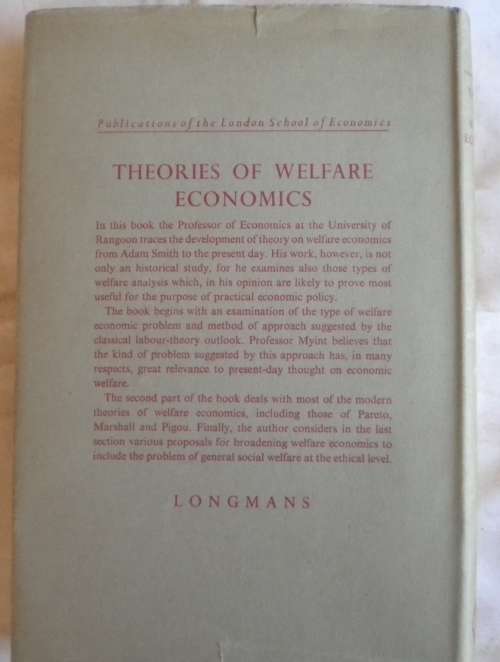 Publications of the London School of Economics
THEORIES OF WELFARE
ECONOMICS
In this book the Professor of Economics at the University of
Rangoon traces the development of theory on welfare economics
from Adam Smith to the present day. His work, however, is not
only an historical study, for he examines also those types of
welfare analysis which, in his opinion are likely to prove most
useful for the purpose of practical economic policy.
The book begins with an examination of the type of welfare
economic problem and method of approach suggested by the
classical labour-theory outlook. Professor Myint believes that
the kind of problem suggested by this approach has, in many
respects, great relevance to present-day thought on economic
welfare.
The second part of the book deals with most of the modern
theories of welfare economics, including those of Pareto,
Marshall and Pigou. Finally, the author considers in the last
section various proposals for broadening welfare economics to
include the problem of general social welfare at the ethical level.
LONGMANS